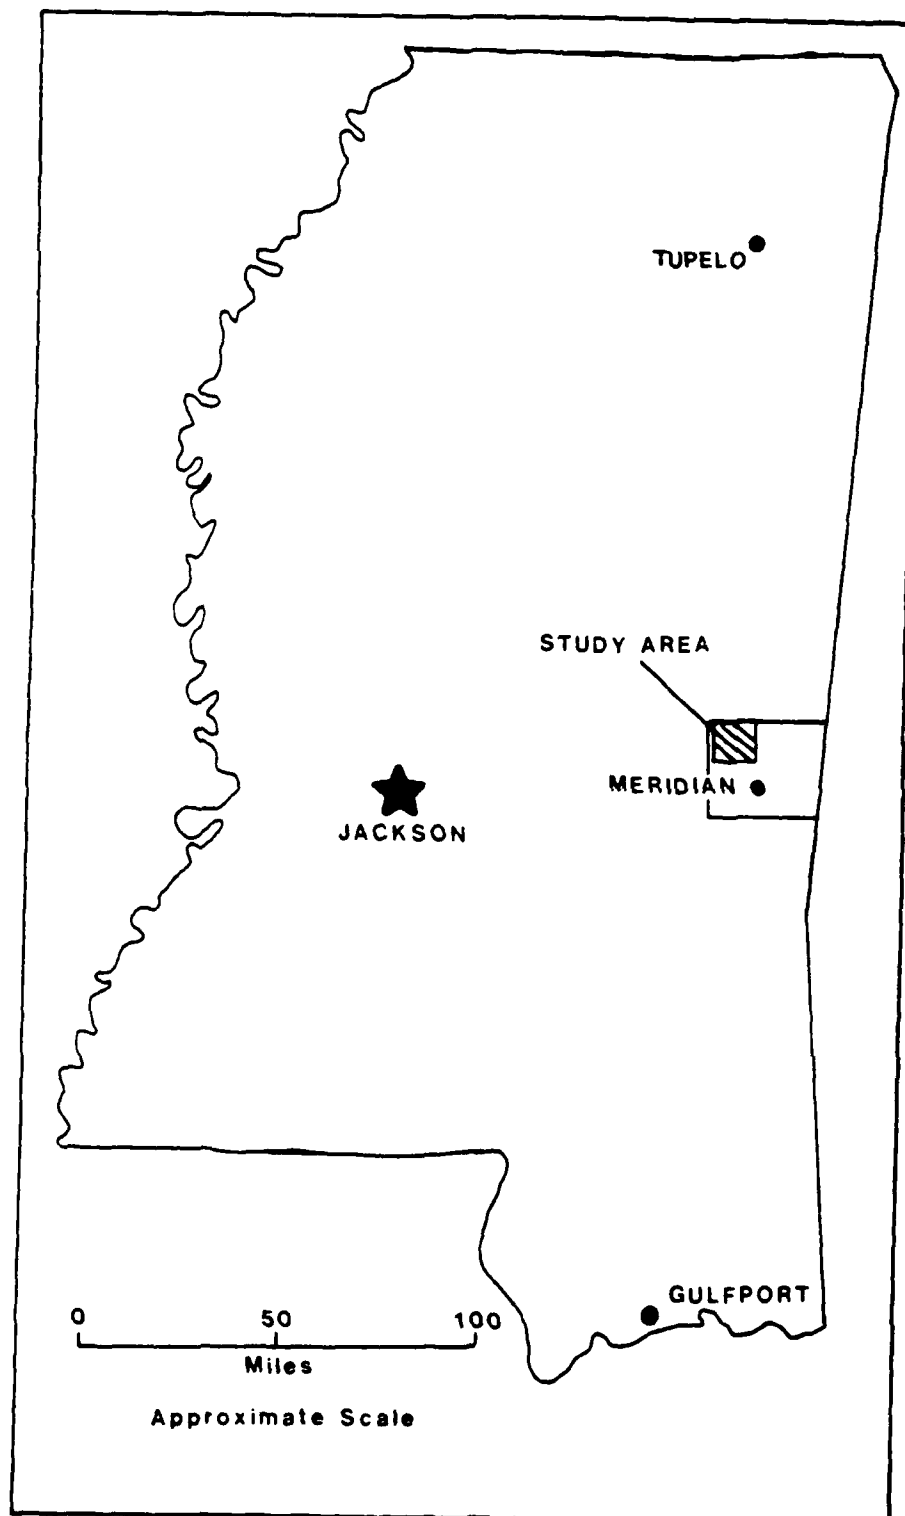 TUPELO
STUDY AREA
MERIDIAN
JACKSON
GULFPORT
0 50 100
Miles
Approximate Scale